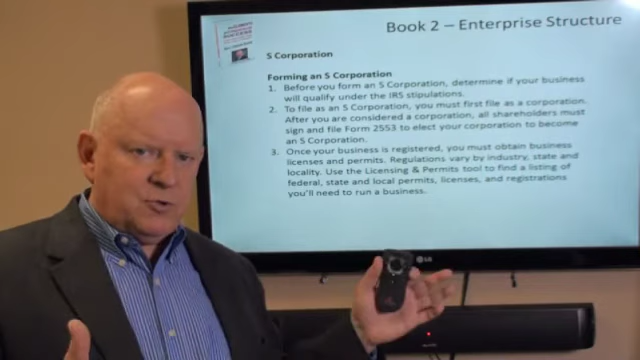 Book 2 – Enterprise Structure
S Corporation
Forming an S Corporation
1. Before you form an S Corporation, determine if your business
will qualify under the IRS stipulations.
2. To file as an S Corporation, you must first file as a corporation.
After you are considered a corporation, all shareholders must
sign and file Form 2553 to elect your corporation to become
an S Corporation.
3. Once your business is registered, you must obtain business
licenses and permits. Regulations vary by industry, state and
locality. Use the Licensing & Permits tool to find a listing of
federal, state and local permits, licenses, and registrations
you'll need to run a business.
LG